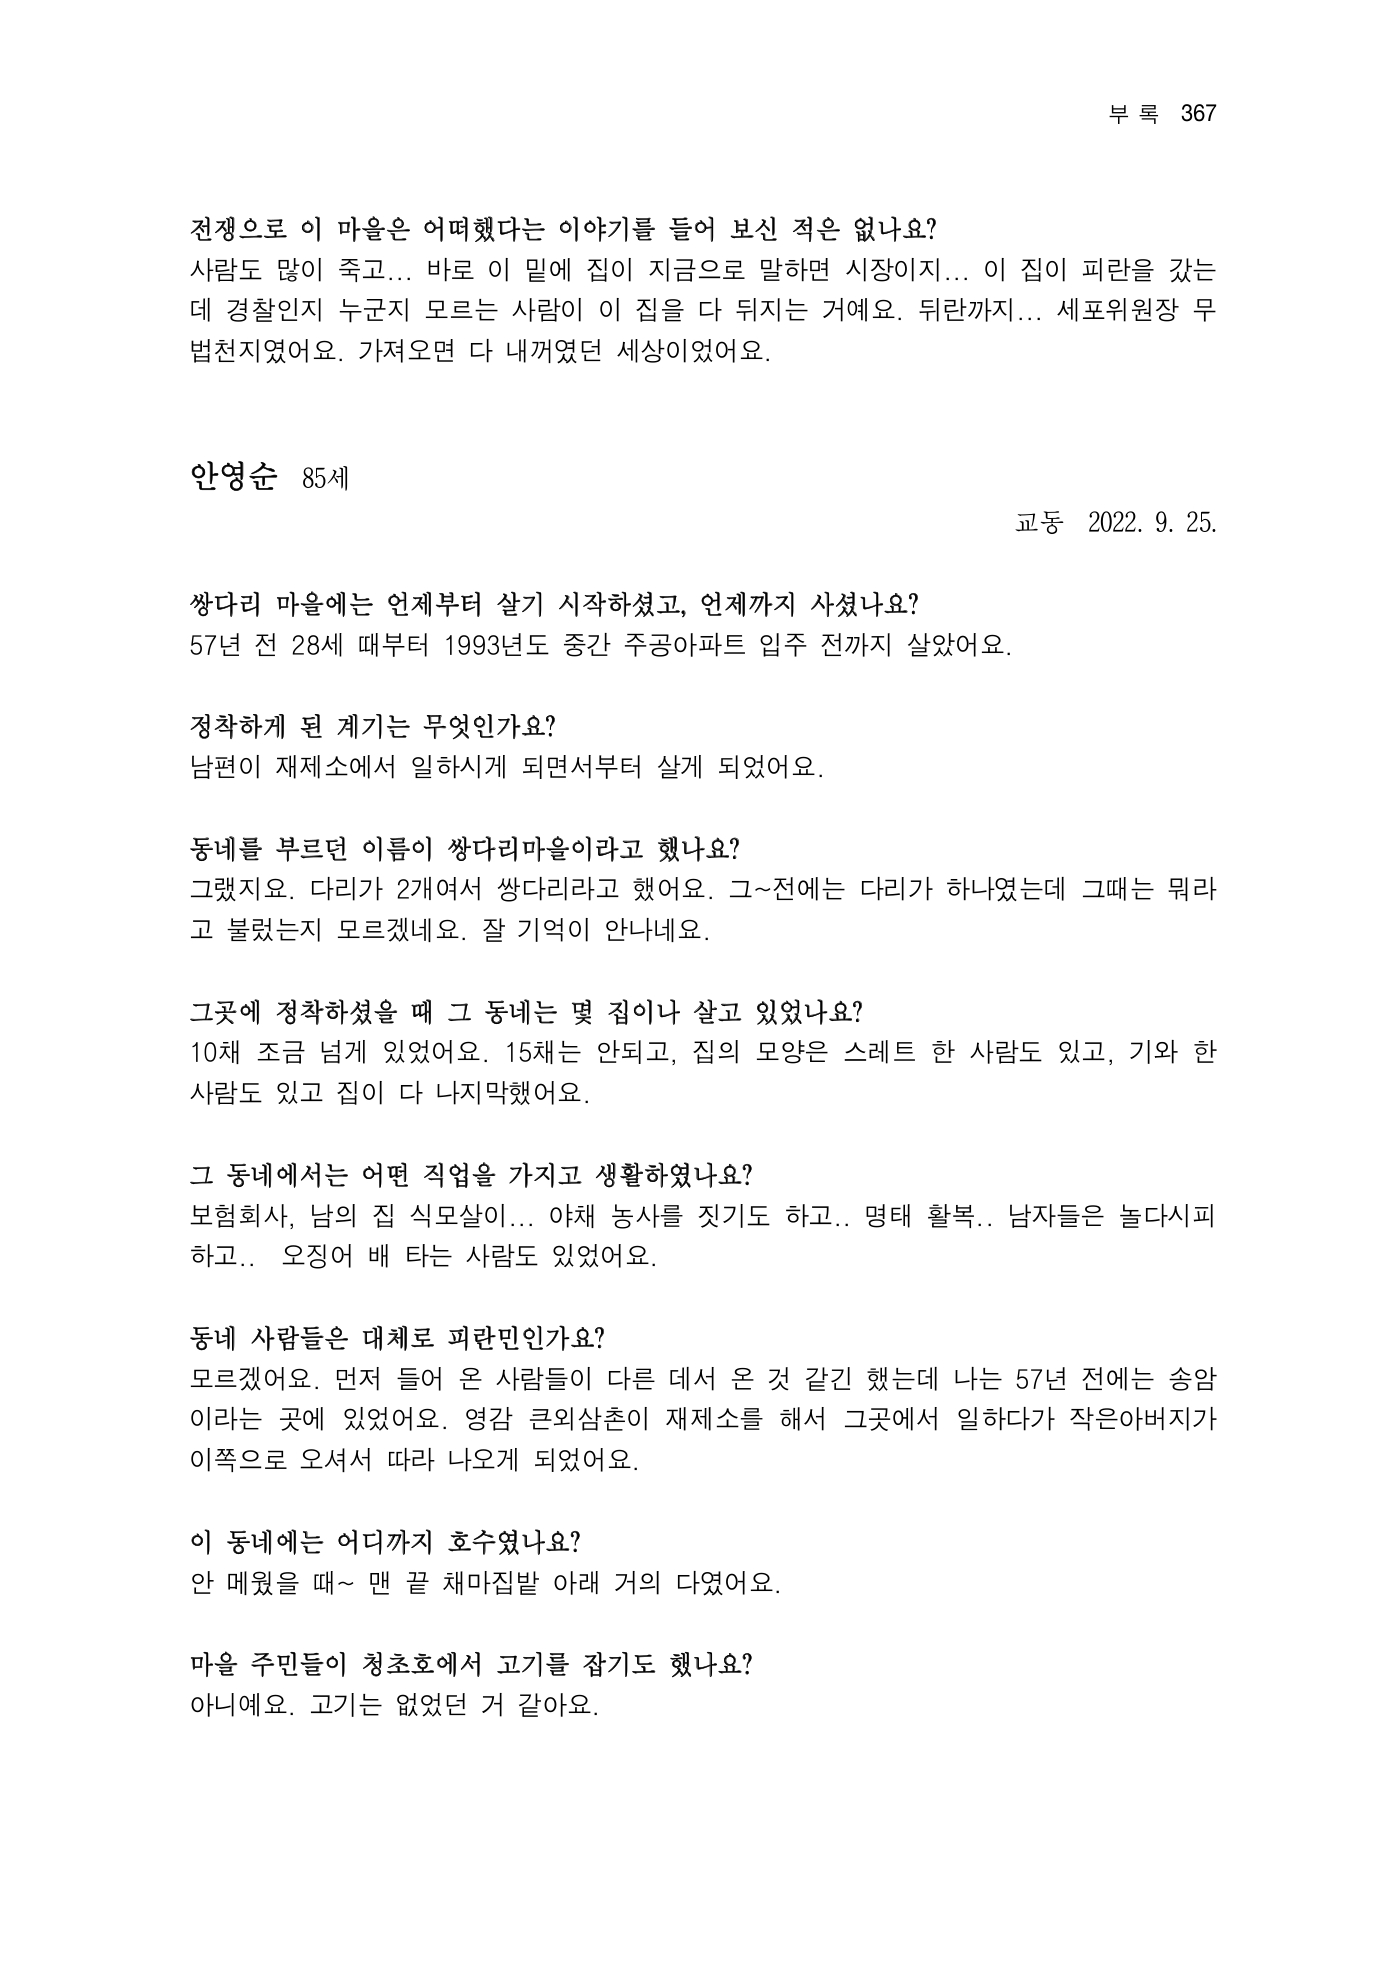 부 록 367
전쟁으로 이 마을은 어떠했다는 이야기를 들어 보신 적은 없나요?
사람도 많이 죽고... 바로 이 밑에 집이 지금으로 말하면 시장이지... 이 집이 피란을 갔는
데 경찰인지 누군지 모르는 사람이 이 집을 다 뒤지는 거예요. 뒤란까지... 세포위원장 무
법천지였어요. 가져오면 다 내꺼였던 세상이었어요.
안영순 85세
교동 2022. 9. 25.
쌍다리 마을에는 언제부터 살기 시작하셨고, 언제까지 사셨나요?
57년 전 28세 때부터 1993년도 중간 주공아파트 입주 전까지 살았어요.
정착하게 된 계기는 무엇인가요?
남편이 재제소에서 일하시게 되면서부터 살게 되었어요.
동네를 부르던 이름이 쌍다리마을이라고 했나요?
그랬지요. 다리가 2개여서 쌍다리라고 했어요. 그~전에는 다리가 하나였는데 그때는 뭐라
고 불렀는지 모르겠네요. 잘 기억이 안나네요.
그곳에 정착하셨을 때 그 동네는 몇 집이나 살고 있었나요?
10채 조금 넘게 있었어요. 15채는 안되고, 집의 모양은 스레트 한 사람도 있고, 기와 한
사람도 있고 집이 다 나지막했어요.
그 동네에서는 어떤 직업을 가지고 생활하였나요?
보험회사, 남의 집 식모살이... 야채 농사를 짓기도 하고.. 명태 활복.. 남자들은 놀다시피
하고.. 오징어 배 타는 사람도 있었어요.
동네 사람들은 대체로 피란민인가요?
모르겠어요. 먼저 들어 온 사람들이 다른 데서 온 것 같긴 했는데 나는 57년 전에는 송암
이라는 곳에 있었어요. 영감 큰외삼촌이 재제소를 해서 그곳에서 일하다가 작은아버지가
이쪽으로 오셔서 따라 나오게 되었어요.
이 동네에는 어디까지 호수였나요?
안 메웠을 때~ 맨 끝 채마집밭 아래 거의 다였어요.
마을 주민들이 청초호에서 고기를 잡기도 했나요?
아니예요. 고기는 없었던 거 같아요.